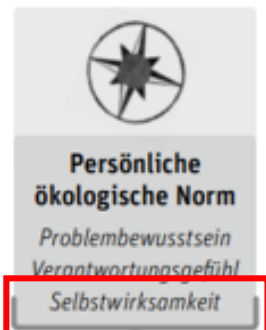 Persönliche
ökologische Norm
Problembewusstsein
Verantwortungsgefühl
Selbstwirksamkeit